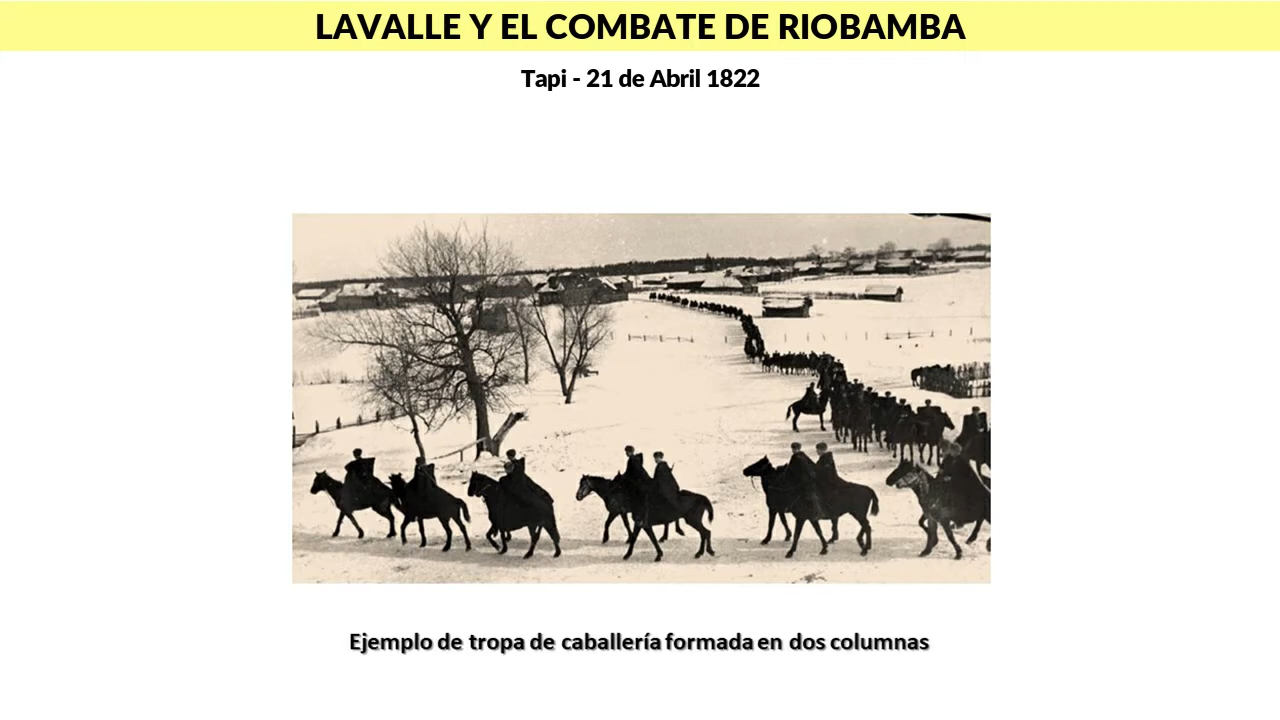 LAVALLE Y EL COMBATE DE RIOBAMBA
Tapi - 21 de Abril 1822
Ejemplo de tropa de caballería formada en dos columnas